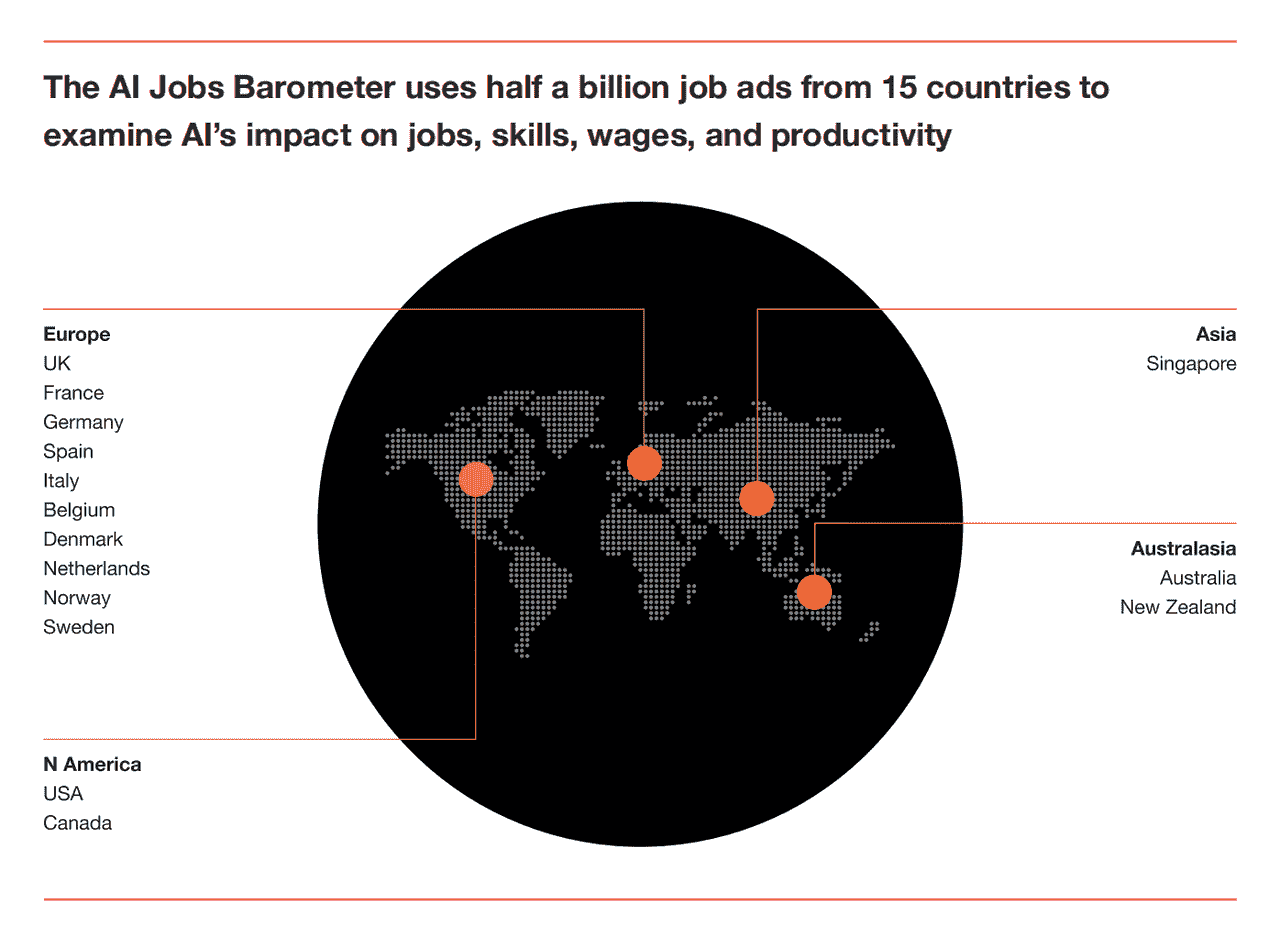 The AI Jobs Barometer uses half a billion job ads from 15 countries to
examine AI’s impact on jobs, skills, wages, and productivity
Europe
UK
France
Germany
Spain
Italy
Belgium
Denmark
Netherlands
Norway
Sweden
N America
USA
Canada
Asia
Singapore
Australasia
Australia
New Zealand